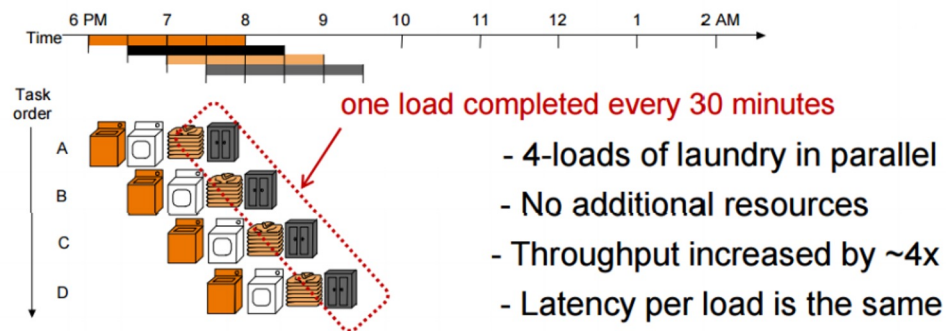 6 PM 7 8 9 10 11 12 1 2 AM
Time
Task
order
one load completed every 30 minutes
A
- 4-loads of laundry in parallel
B
- No additional resources
C
- Throughput increased by ~4x
D
- Latency per load is the same